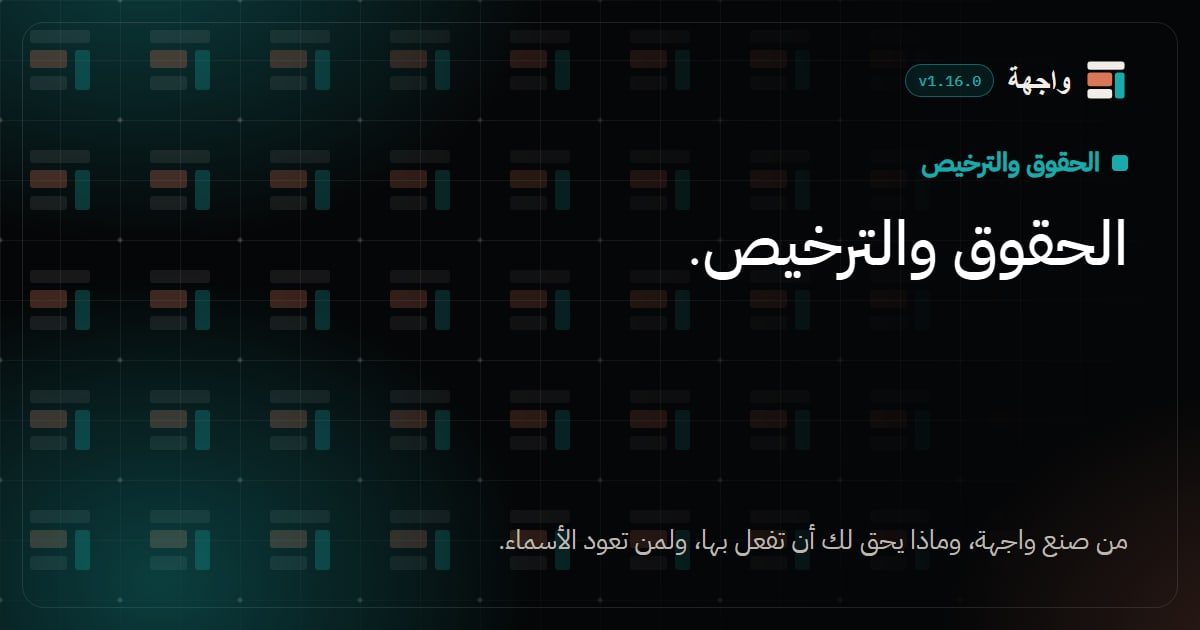 واجهة v1.16.0
الحقوق والترخيص
الحقوق والترخيص.
من صنع واجهة، وماذا يحق لك أن تفعل بها، ولمن تعود الأسماء.